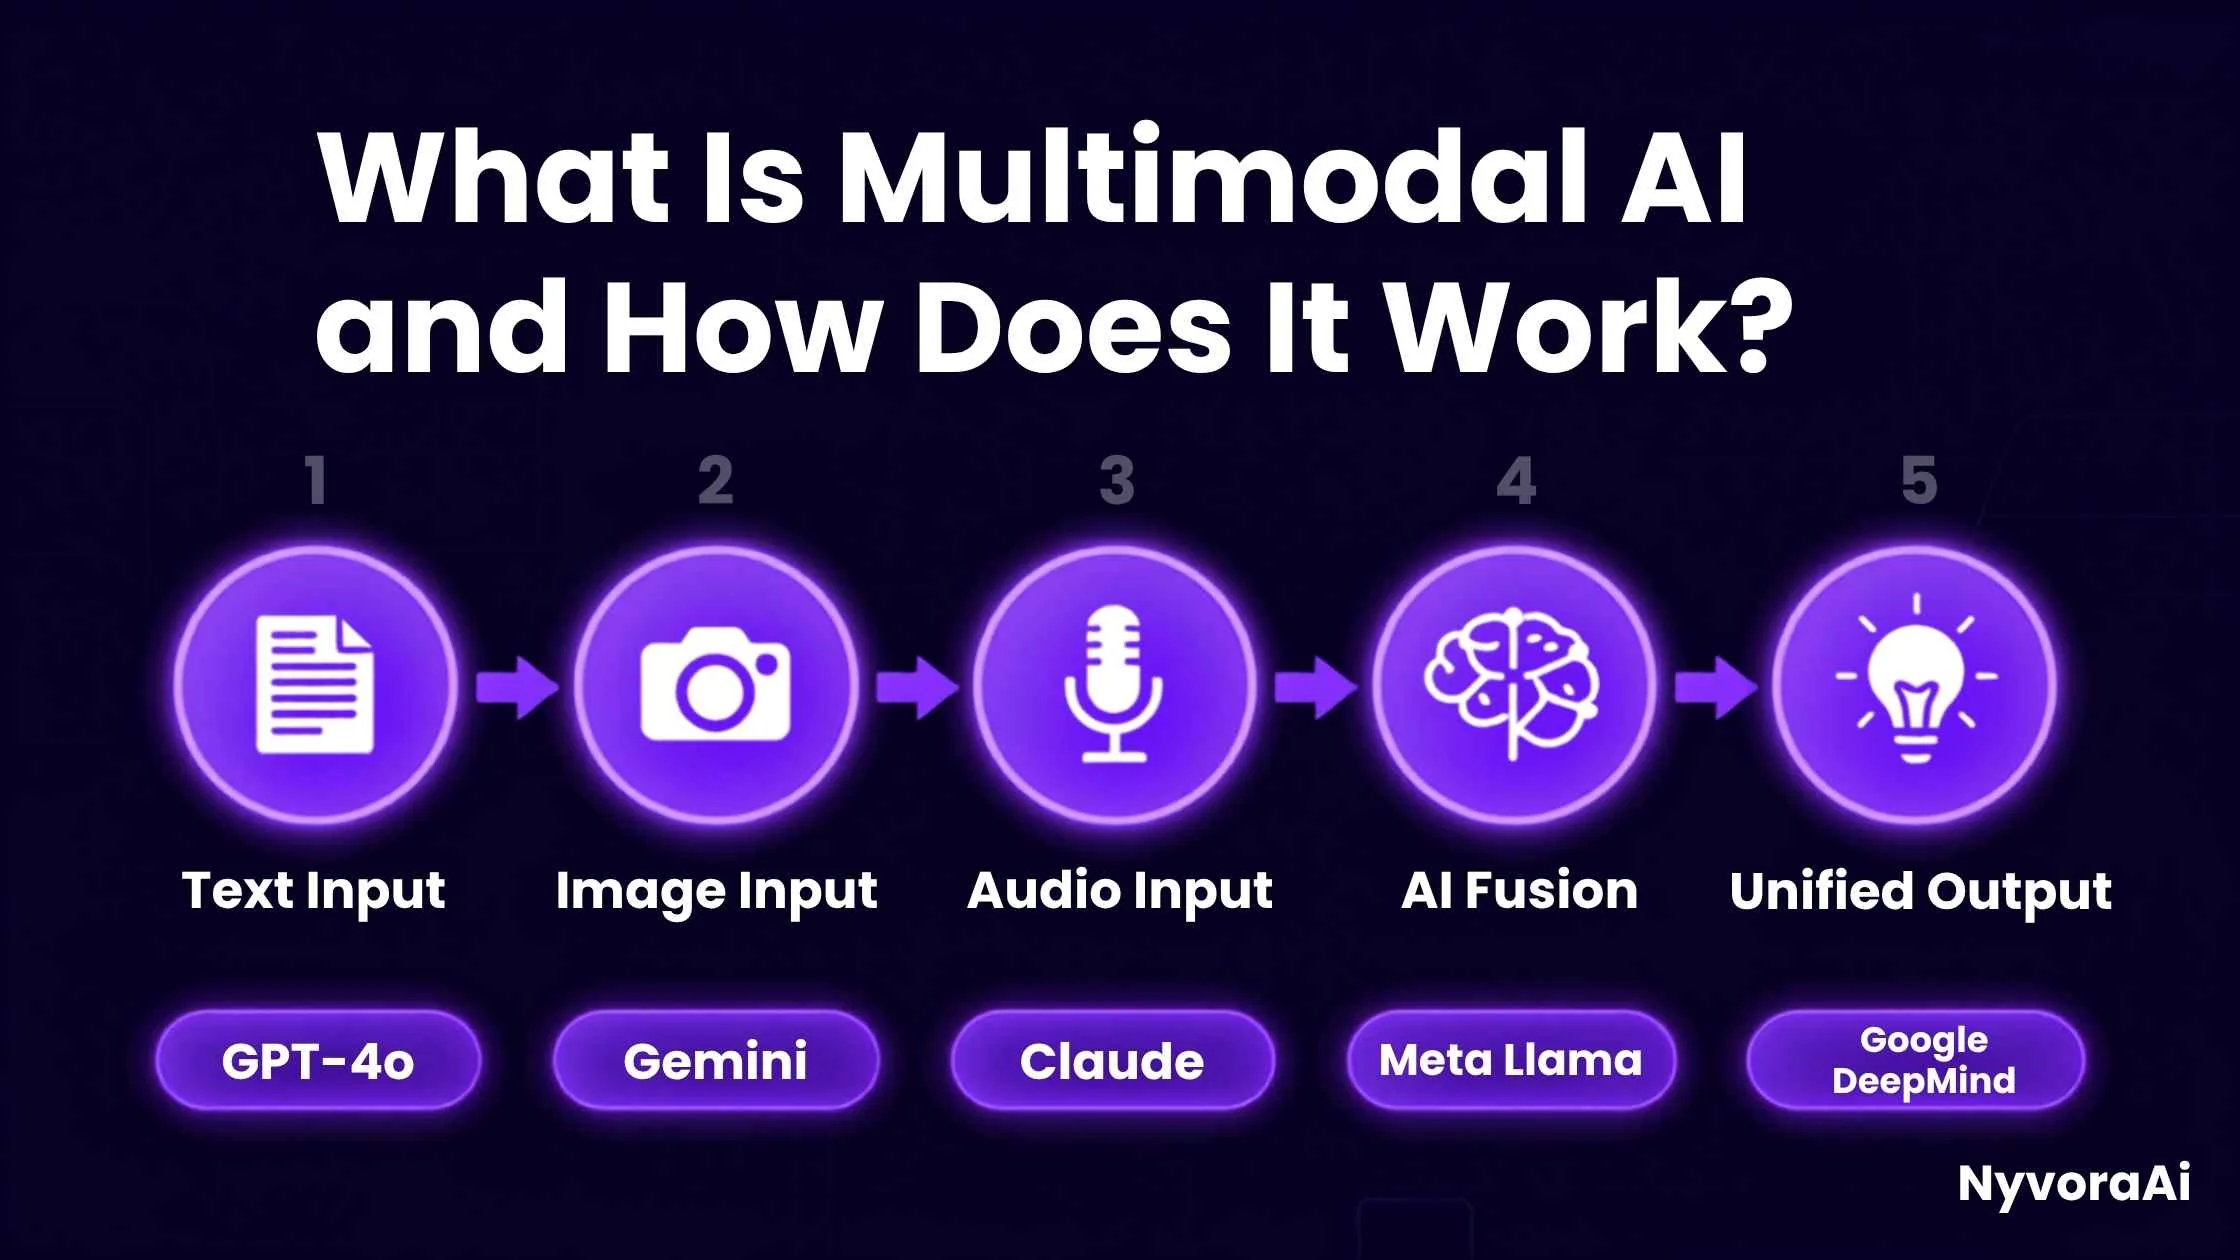 What Is Multimodal AI
and How Does It Work?
1
2
3
4
5
Text Input
Image Input
Audio Input
AI Fusion
Unified Output
GPT-4o
Gemini
Claude
Meta Llama
Google
DeepMind
NyvoraAi